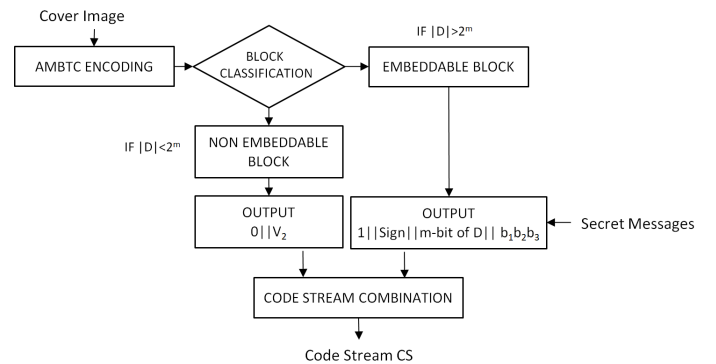 Cover Image
AMBTC ENCODING
BLOCK
CLASSIFICATION
IF |D|>2ᵐ
EMBEDDABLE BLOCK
IF |D|<2ᵐ
NON EMBEDDABLE
BLOCK
OUTPUT
0||V₂
OUTPUT
1||Sign||m-bit of D|| b₁b₂b₃
Secret Messages
CODE STREAM COMBINATION
Code Stream CS